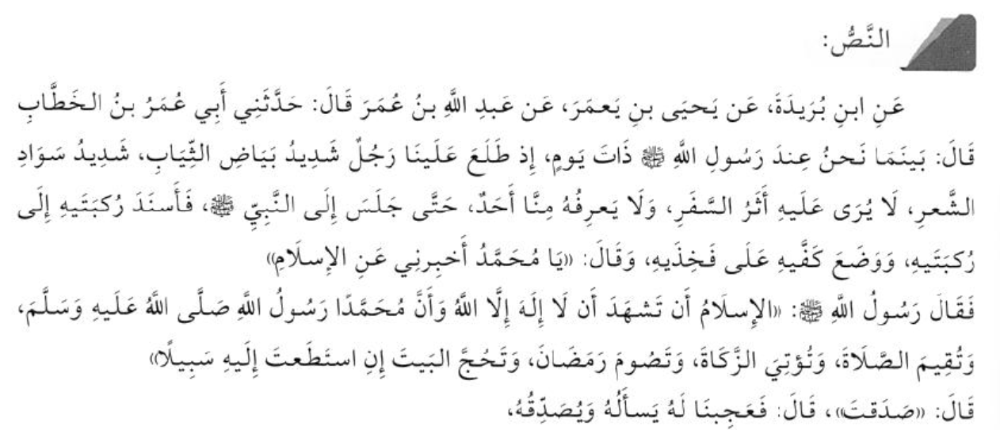 النَّصُّ:
عَنِ ابنِ بُرَيدَةَ، عَن يَحيَى بنِ يَعمَرَ، عَن عَبدِ اللَّهِ بنُ عُمَرَ قَالَ: حَدَّثَنِي أَبِي عُمَرُ بنُ الخَطَّابِ
قَالَ: بَينَمَا نَحنُ عِندَ رَسُولِ اللَّهِ ﷺ ذَاتَ يَومٍ، إِذ طَلَعَ عَلَينَا رَجُلٌ شَدِيدُ بَيَاضِ الثِّيَابِ، شَدِيدُ سَوَادِ
الشَّعرِ، لَا يُرَى عَلَيهِ أَثَرُ السَّفَرِ، وَلَا يَعرِفُهُ مِنَّا أَحَدٌ، حَتَّى جَلَسَ إِلَى النَّبِيِّ ﷺ، فَأَسنَدَ رُكبَتَيهِ إِلَى
رُكبَتَيهِ، وَوَضَعَ كَفَّيهِ عَلَى فَخِذَيهِ، وَقَالَ: «يَا مُحَمَّدُ أَخبِرنِي عَنِ الإِسلَامِ»
فَقَالَ رَسُولُ اللَّهِ ﷺ: «الإِسلَامُ أَن تَشهَدَ أَن لَا إِلَهَ إِلَّا اللَّهُ وَأَنَّ مُحَمَّدًا رَسُولُ اللَّهِ صَلَّى اللَّهُ عَلَيهِ وَسَلَّمَ،
وَتُقِيمَ الصَّلَاةَ، وَتُؤتِيَ الزَّكَاةَ، وَتَصُومَ رَمَضَانَ، وَتَحُجَّ البَيتَ إِنِ استَطَعتَ إِلَيهِ سَبِيلًا»
قَالَ: «صَدَقتَ»، قَالَ: فَعَجِبنَا لَهُ يَسأَلُهُ وَيُصَدِّقُهُ،